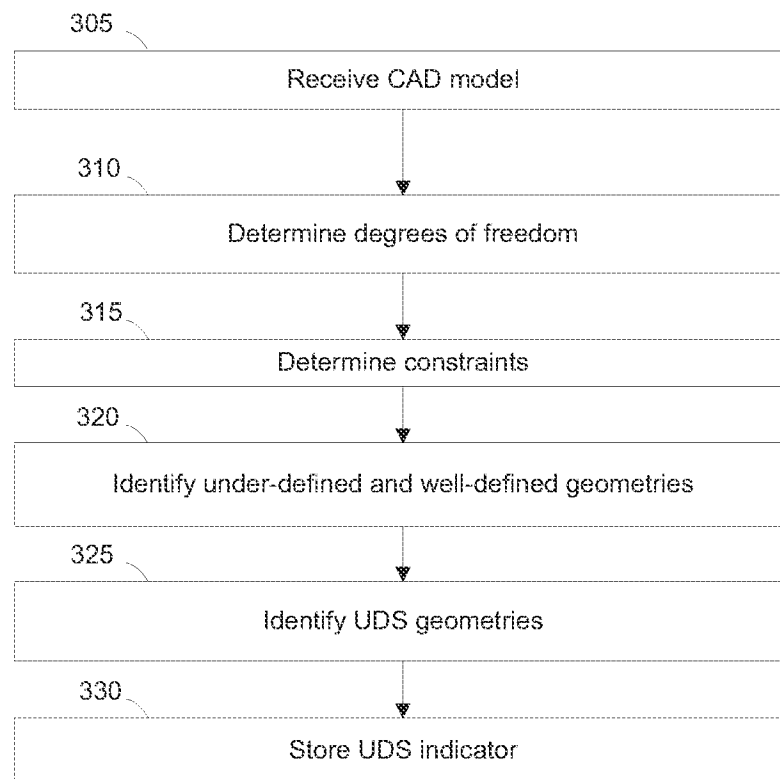 305
Receive CAD model
310
Determine degrees of freedom
315
Determine constraints
320
Identify under-defined and well-defined geometries
325
Identify UDS geometries
330
Store UDS indicator